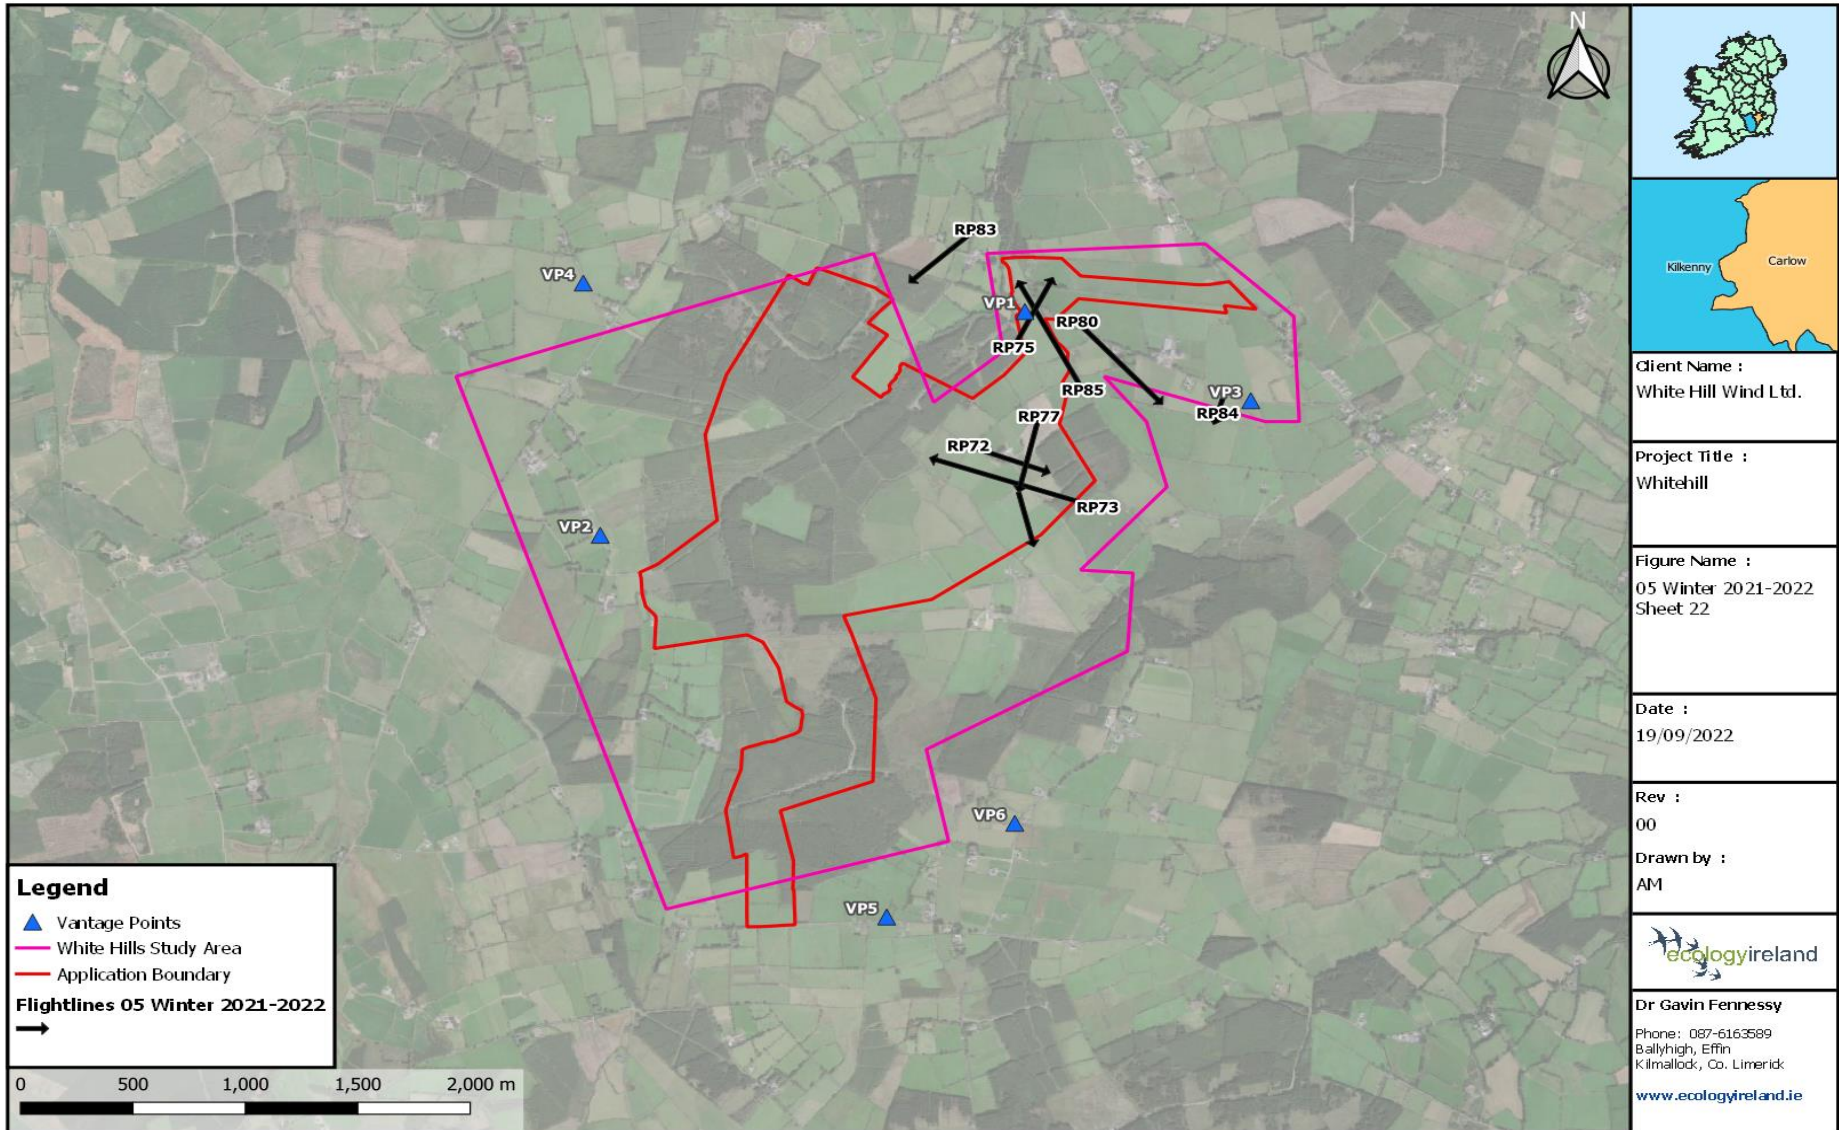 N
RP83
VP4
VP1
RP80
RP75
RP85
VP3
RP84
RP77
RP72
RP73
VP2
VP6
VP5
Legend
Vantage Points
White Hills Study Area
Application Boundary
Flightlines 05 Winter 2021-2022
0 500 1,000 1,500 2,000 m
Kilkenny
Carlow
Client Name :
White Hill Wind Ltd.
Project Title :
Whitehill
Figure Name :
05 Winter 2021-2022
Sheet 22
Date :
19/09/2022
Rev :
00
Drawn by :
AM
ecologyireland
Dr Gavin Fennessy
Phone: 087-6163589
Ballyhigh, Effin
Kilmallock, Co. Limerick
www.ecologyireland.ie